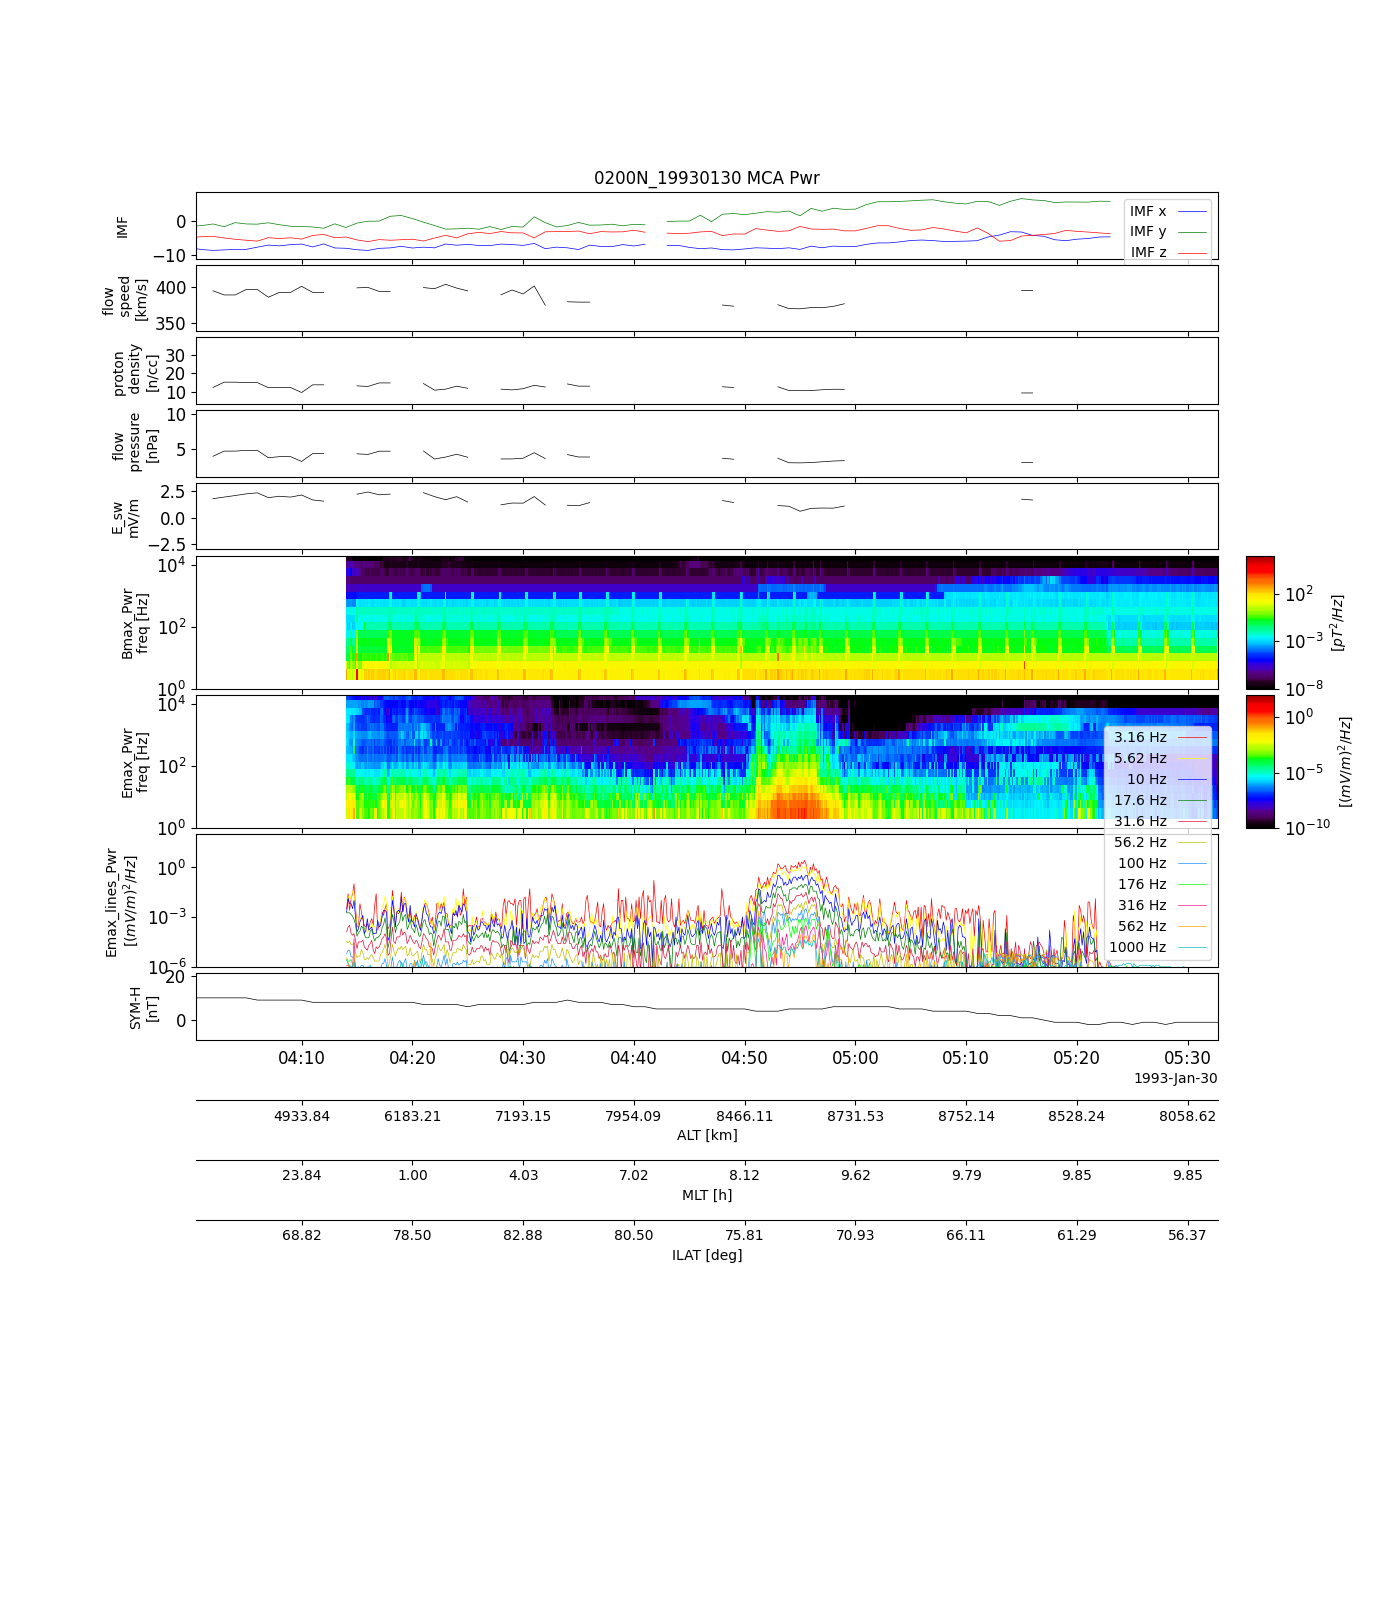 0200N_19930130 MCA Pwr
IMF
0
−10
IMF x
IMF y
IMF z
flow
speed
[km/s]
400
350
proton
density
[n/cc]
30
20
10
flow
pressure
[nPa]
10
5
E_sw
mV/m
2.5
0.0
−2.5
Bmax_Pwr
freq [Hz]
10^4
10^2
10^0
10^2
10^−3
10^−8
[pT^2/Hz]
Emax_Pwr
freq [Hz]
10^4
10^2
10^0
10^0
10^−5
10^−10
[(mV/m)^2/Hz]
3.16 Hz
5.62 Hz
10 Hz
17.6 Hz
31.6 Hz
56.2 Hz
100 Hz
176 Hz
316 Hz
562 Hz
1000 Hz
Emax_lines_Pwr
[(mV/m)^2/Hz]
10^0
10^−3
10^−6
SYM-H
[nT]
20
0
04:10 04:20 04:30 04:40 04:50 05:00 05:10 05:20 05:30
1993-Jan-30
4933.84 6183.21 7193.15 7954.09 8466.11 8731.53 8752.14 8528.24 8058.62
ALT [km]
23.84 1.00 4.03 7.02 8.12 9.62 9.79 9.85 9.85
MLT [h]
68.82 78.50 82.88 80.50 75.81 70.93 66.11 61.29 56.37
ILAT [deg]